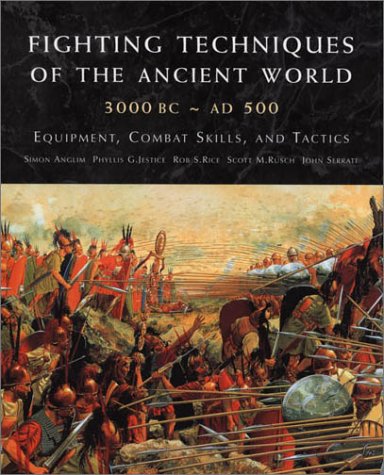 FIGHTING TECHNIQUES
OF THE ANCIENT WORLD
3000 BC ~ AD 500
EQUIPMENT, COMBAT SKILLS, AND TACTICS
SIMON ANGLIM PHYLLIS G. JESTICE ROB S. RICE SCOTT M. RUSCH JOHN SERRATI